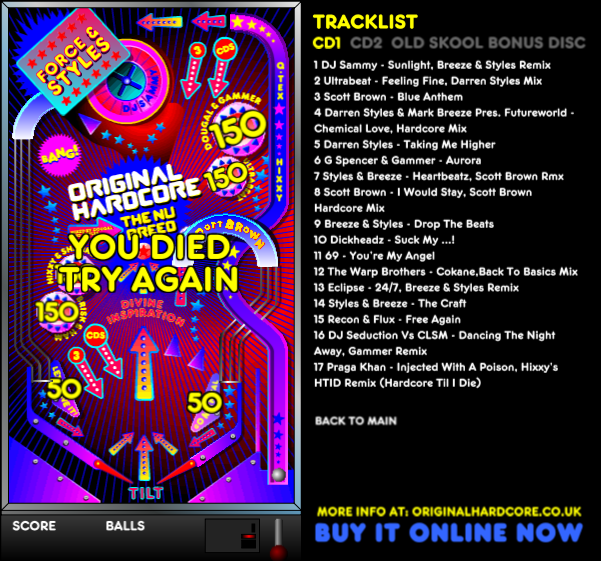 FORCE &
STYLES
DJ SAMMY
3
CDS
Q-TEX
HIXXY
DOUGAL & GAMMER
150
BANG!
150
ORIGINAL
HARDCORE
THE NU
BREED
SCOTT BROWN
YOU DIED
TRY AGAIN
150
DIVINE
INSPIRATION
3
CDS
50
50
TILT
SCORE
BALLS
TRACKLIST
CD1 CD2 OLD SKOOL BONUS DISC
1 DJ Sammy - Sunlight, Breeze & Styles Remix
2 Ultrabeat - Feeling Fine, Darren Styles Mix
3 Scott Brown - Blue Anthem
4 Darren Styles & Mark Breeze Pres. Futureworld -
Chemical Love, Hardcore Mix
5 Darren Styles - Taking Me Higher
6 G Spencer & Gammer - Aurora
7 Styles & Breeze - Heartbeatz, Scott Brown Rmx
8 Scott Brown - I Would Stay, Scott Brown
Hardcore Mix
9 Breeze & Styles - Drop The Beats
10 Dickheadz - Suck My ...!
11 69 - You're My Angel
12 The Warp Brothers - Cokane,Back To Basics Mix
13 Eclipse - 24/7, Breeze & Styles Remix
14 Styles & Breeze - The Craft
15 Recon & Flux - Free Again
16 DJ Seduction Vs CLSM - Dancing The Night
Away, Gammer Remix
17 Praga Khan - Injected With A Poison, Hixxy's
HTID Remix (Hardcore Til I Die)
BACK TO MAIN
MORE INFO AT: ORIGINALHARDCORE.CO.UK
BUY IT ONLINE NOW